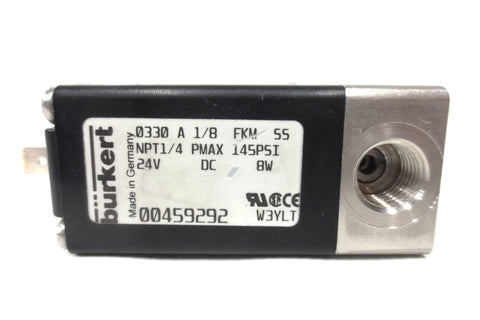 bürkert
Made in Germany
0330 A 1/8 FKM SS
NPT1/4 PMAX 145PSI
24V DC 8W
00459292 W3YLT